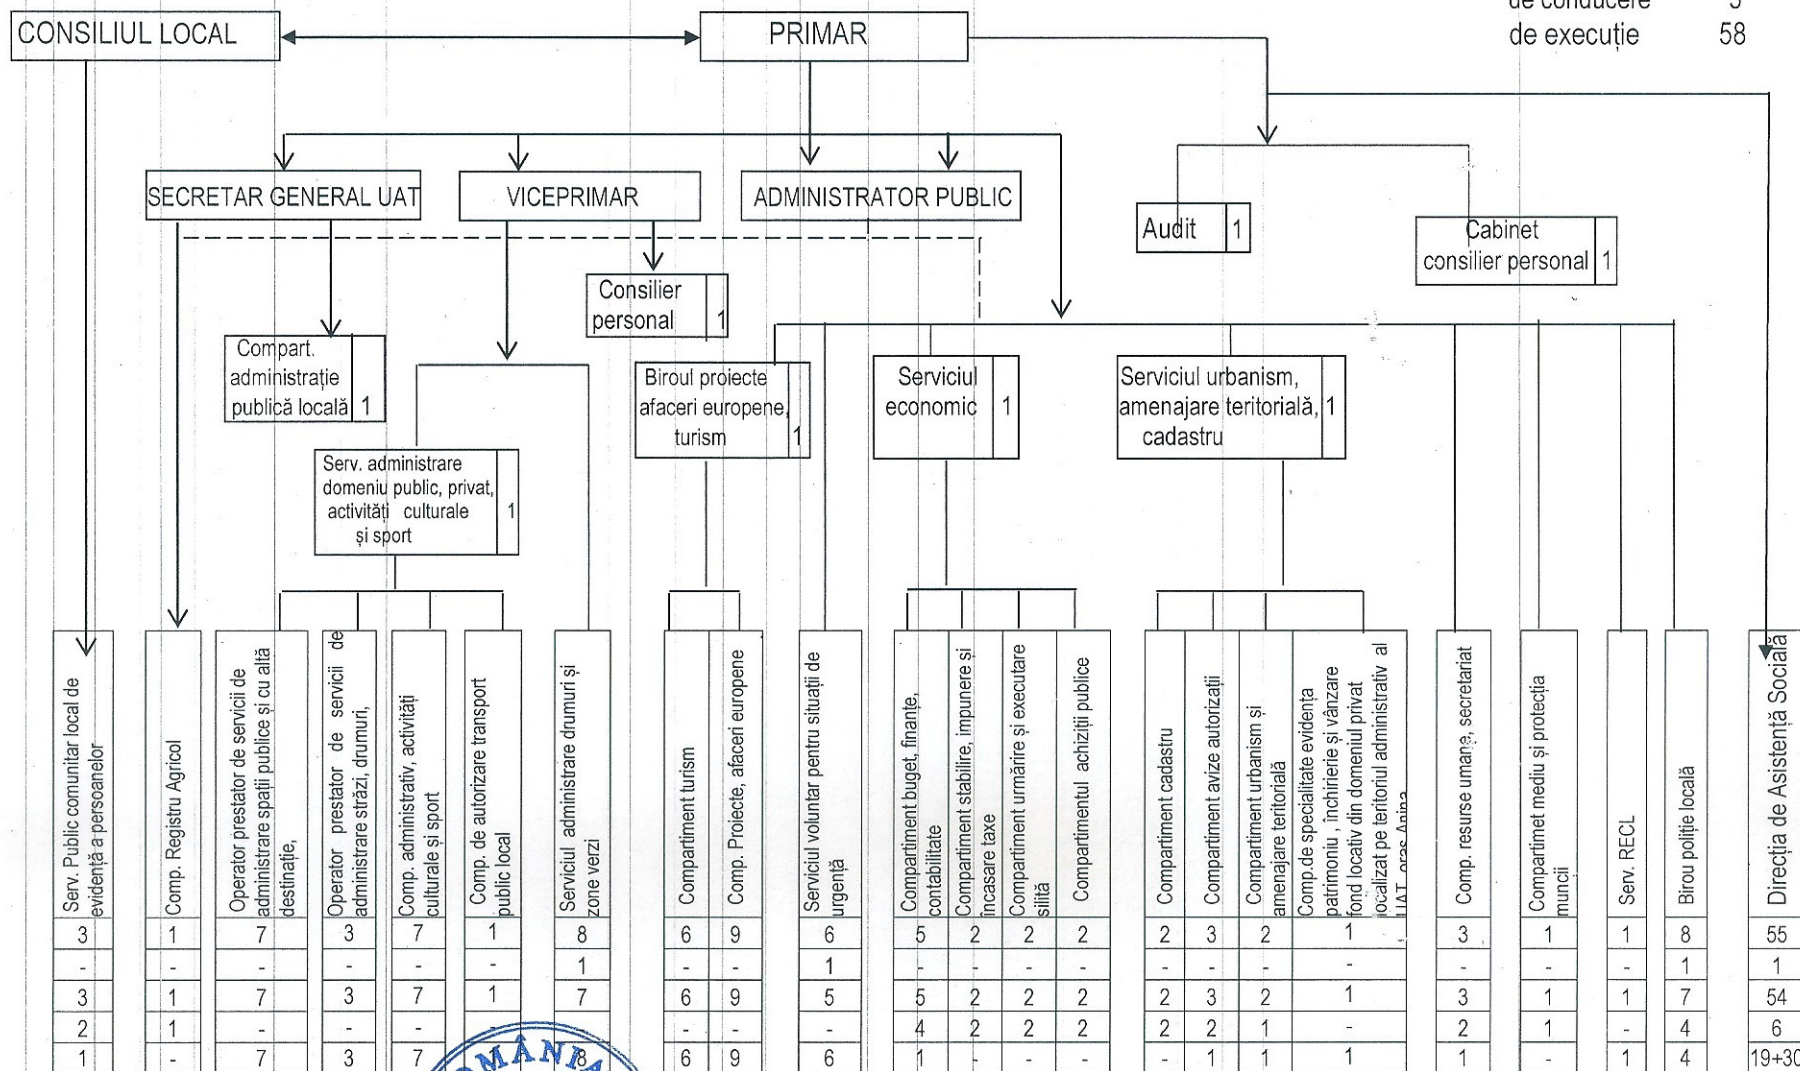 de conducere 5
CONSILIUL LOCAL
PRIMAR
de execuție 58
SECRETAR GENERAL UAT
VICEPRIMAR
ADMINISTRATOR PUBLIC
Audit 1
Cabinet
consilier personal 1
Consilier
personal 1
Compart.
administrație
publică locală 1
Biroul proiecte
afaceri europene,
turism 1
Serviciul
economic 1
Serviciul urbanism,
amenajare teritorială, 1
cadastru
Serv. administrare
domeniu public, privat,
activități culturale 1
și sport
Serv. Public comunitar local de
evidență a persoanelor
Comp. Registru Agricol
Operator prestator de servicii de
administrare spații publice și cu altă
destinație,
Operator prestator de servicii de
administrare străzi, drumuri,
Comp. administrativ, activități
culturale și sport
Comp. de autorizare transport
public local
Serviciul administrare drumuri și
zone verzi
Compartiment turism
Comp. Proiecte, afaceri europene
Serviciul voluntar pentru situații de
urgență
Compartiment buget, finanțe,
contabilitate
Compartiment stabilire, impunere și
încasare taxe
Compartiment urmărire și executare
silită
Compartimentul achiziții publice
Compartiment cadastru
Compartiment avize autorizații
Compartiment urbanism și
amenajare teritorială
Comp.de specialitate evidența
patrimoniu , închirierie și vânzare
fond locativ din domeniul privat
localizat pe teritoriul administrativ al
UAT oraș Anina
Comp. resurse umane, secretariat
Compartimet mediu și protecția
muncii
Serv. RECL
Birou poliție locală
Direcția de Asistență Socială
3 1 7 3 7 1 8 6 9 6 5 2 2 2 2 3 2 1 3 1 1 8 55
- - - - - - 1 - - 1 - - - - - - - - - - - 1 1
3 1 7 3 7 1 7 6 9 5 5 2 2 2 2 3 2 1 3 1 1 7 54
2 1 - - - - - - - 4 2 2 2 2 2 1 - 2 1 - 4 6
1 - 7 3 7 8 6 9 6 1 - - - - 1 1 1 1 - 1 4 19+30
ROMÂNIA